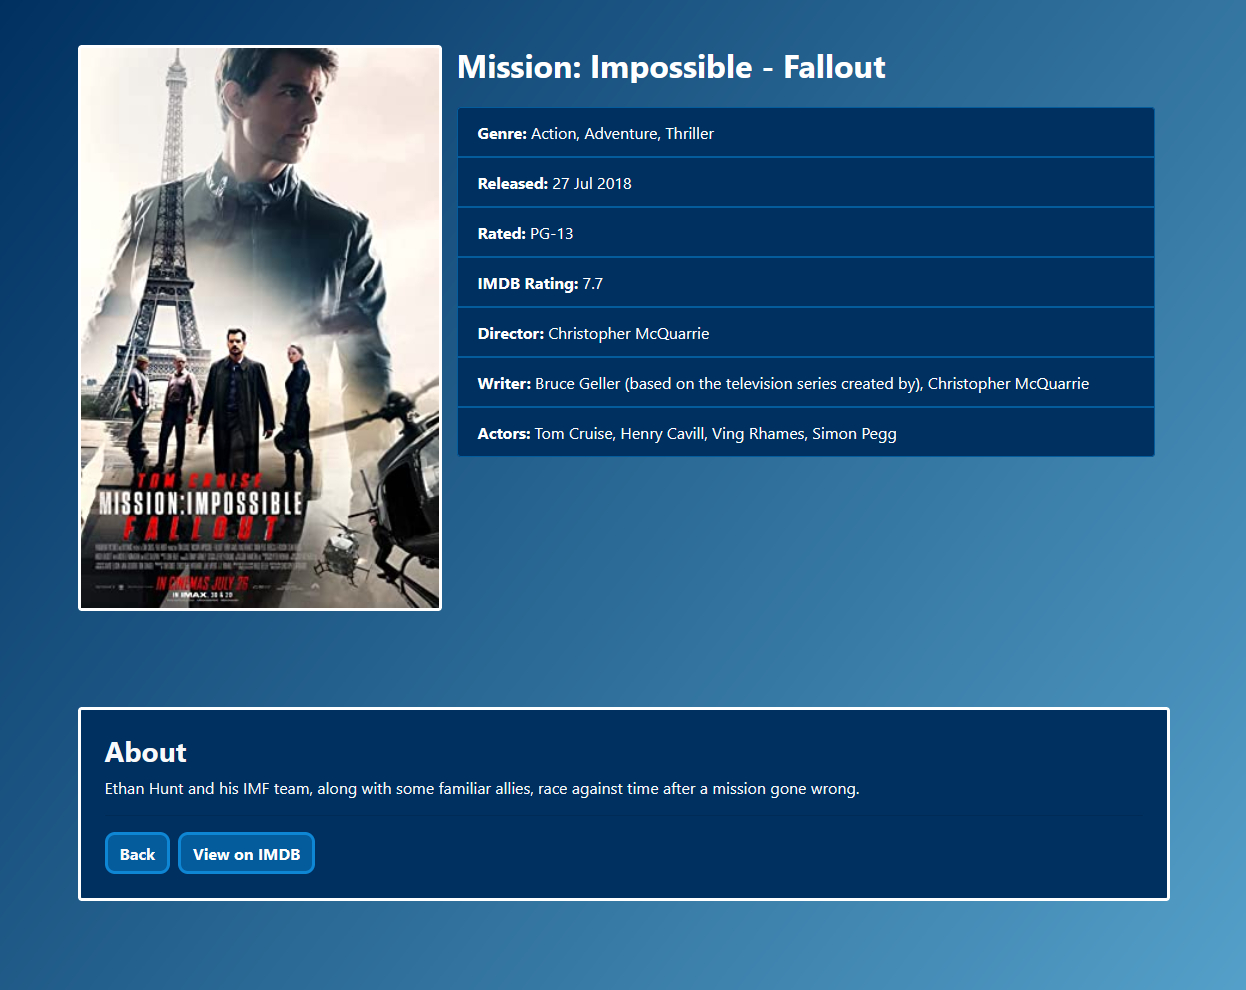 Mission: Impossible - Fallout
Genre: Action, Adventure, Thriller
Released: 27 Jul 2018
Rated: PG-13
IMDB Rating: 7.7
Director: Christopher McQuarrie
Writer: Bruce Geller (based on the television series created by), Christopher McQuarrie
Actors: Tom Cruise, Henry Cavill, Ving Rhames, Simon Pegg
TOM CRUISE
MISSION:IMPOSSIBLE
FALLOUT
IN CINEMAS JULY 26
IN IMAX, 3D & 2D
About
Ethan Hunt and his IMF team, along with some familiar allies, race against time after a mission gone wrong.
Back
View on IMDB